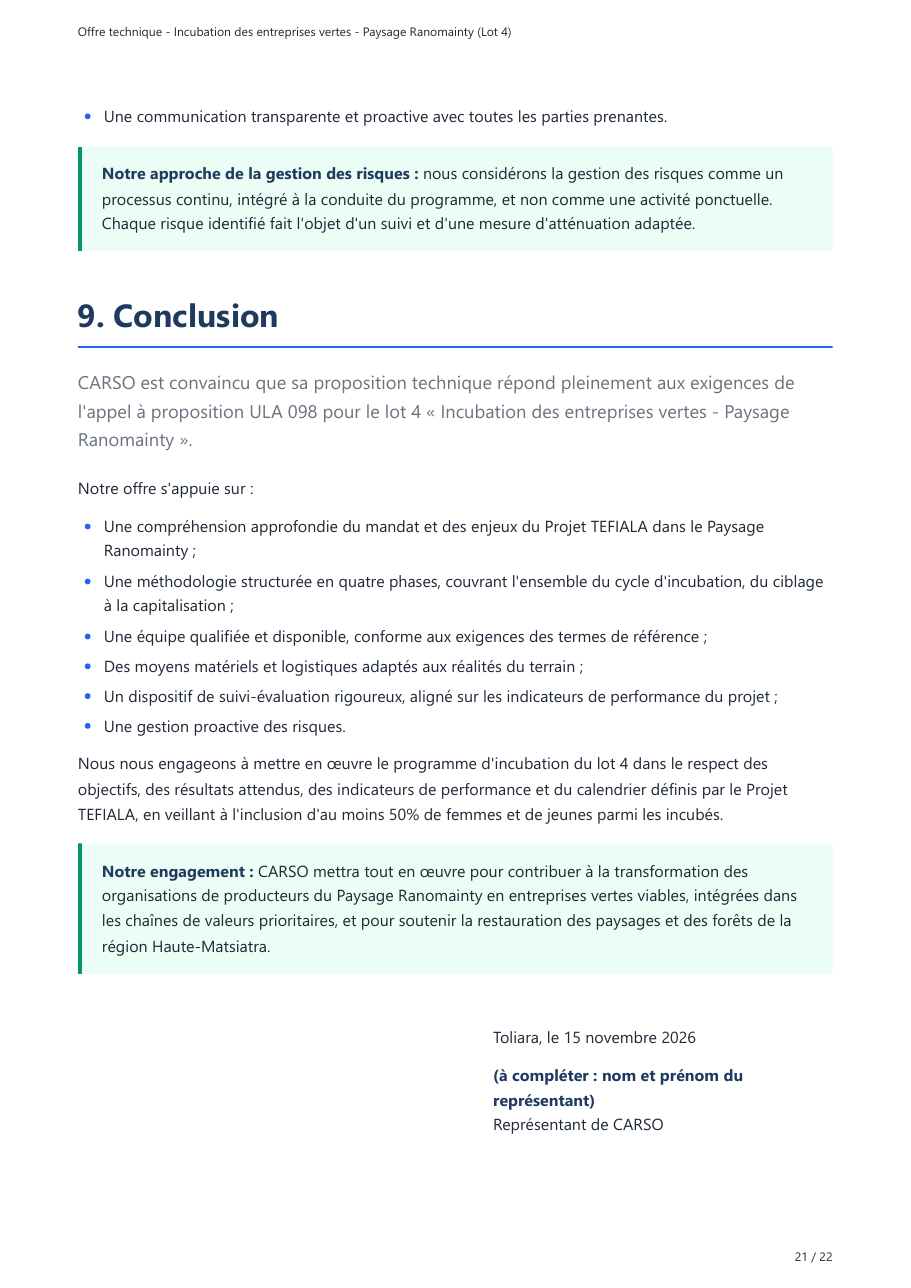 Offre technique - Incubation des entreprises vertes - Paysage Ranomainty (Lot 4)
• Une communication transparente et proactive avec toutes les parties prenantes.
Notre approche de la gestion des risques : nous considérons la gestion des risques comme un
processus continu, intégré à la conduite du programme, et non comme une activité ponctuelle.
Chaque risque identifié fait l'objet d'un suivi et d'une mesure d'atténuation adaptée.
9. Conclusion
CARSO est convaincu que sa proposition technique répond pleinement aux exigences de
l'appel à proposition ULA 098 pour le lot 4 « Incubation des entreprises vertes - Paysage
Ranomainty ».
Notre offre s'appuie sur :
• Une compréhension approfondie du mandat et des enjeux du Projet TEFIALA dans le Paysage
Ranomainty ;
• Une méthodologie structurée en quatre phases, couvrant l'ensemble du cycle d'incubation, du ciblage
à la capitalisation ;
• Une équipe qualifiée et disponible, conforme aux exigences des termes de référence ;
• Des moyens matériels et logistiques adaptés aux réalités du terrain ;
• Un dispositif de suivi-évaluation rigoureux, aligné sur les indicateurs de performance du projet ;
• Une gestion proactive des risques.
Nous nous engageons à mettre en œuvre le programme d'incubation du lot 4 dans le respect des
objectifs, des résultats attendus, des indicateurs de performance et du calendrier définis par le Projet
TEFIALA, en veillant à l'inclusion d'au moins 50% de femmes et de jeunes parmi les incubés.
Notre engagement : CARSO mettra tout en œuvre pour contribuer à la transformation des
organisations de producteurs du Paysage Ranomainty en entreprises vertes viables, intégrées dans
les chaînes de valeurs prioritaires, et pour soutenir la restauration des paysages et des forêts de la
région Haute-Matsiatra.
Toliara, le 15 novembre 2026
(à compléter : nom et prénom du
représentant)
Représentant de CARSO
21 / 22